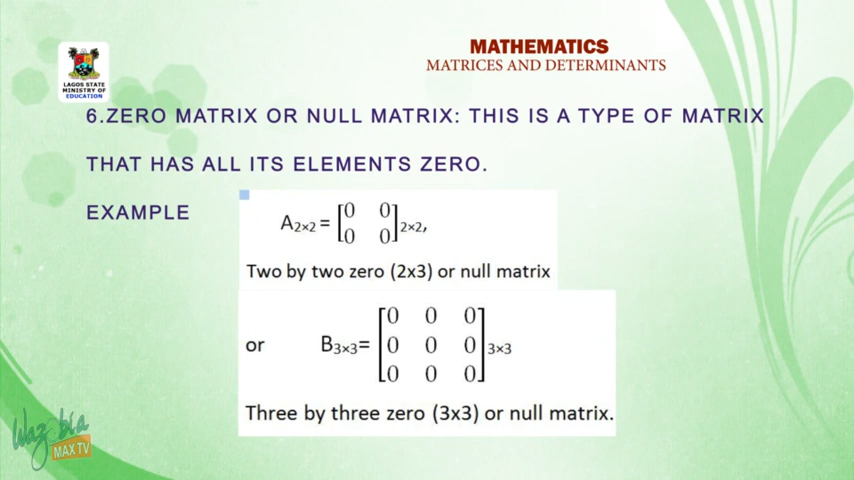 MATHEMATICS
MATRICES AND DETERMINANTS
LAGOS STATE
MINISTRY OF
EDUCATION
6.ZERO MATRIX OR NULL MATRIX: THIS IS A TYPE OF MATRIX
THAT HAS ALL ITS ELEMENTS ZERO.
EXAMPLE
A2×2 = [0 0
0 0]2×2,
Two by two zero (2x3) or null matrix
or B3×3= [0 0 0
0 0 0
0 0 0]3×3
Three by three zero (3x3) or null matrix.
Wazobia
MAX TV